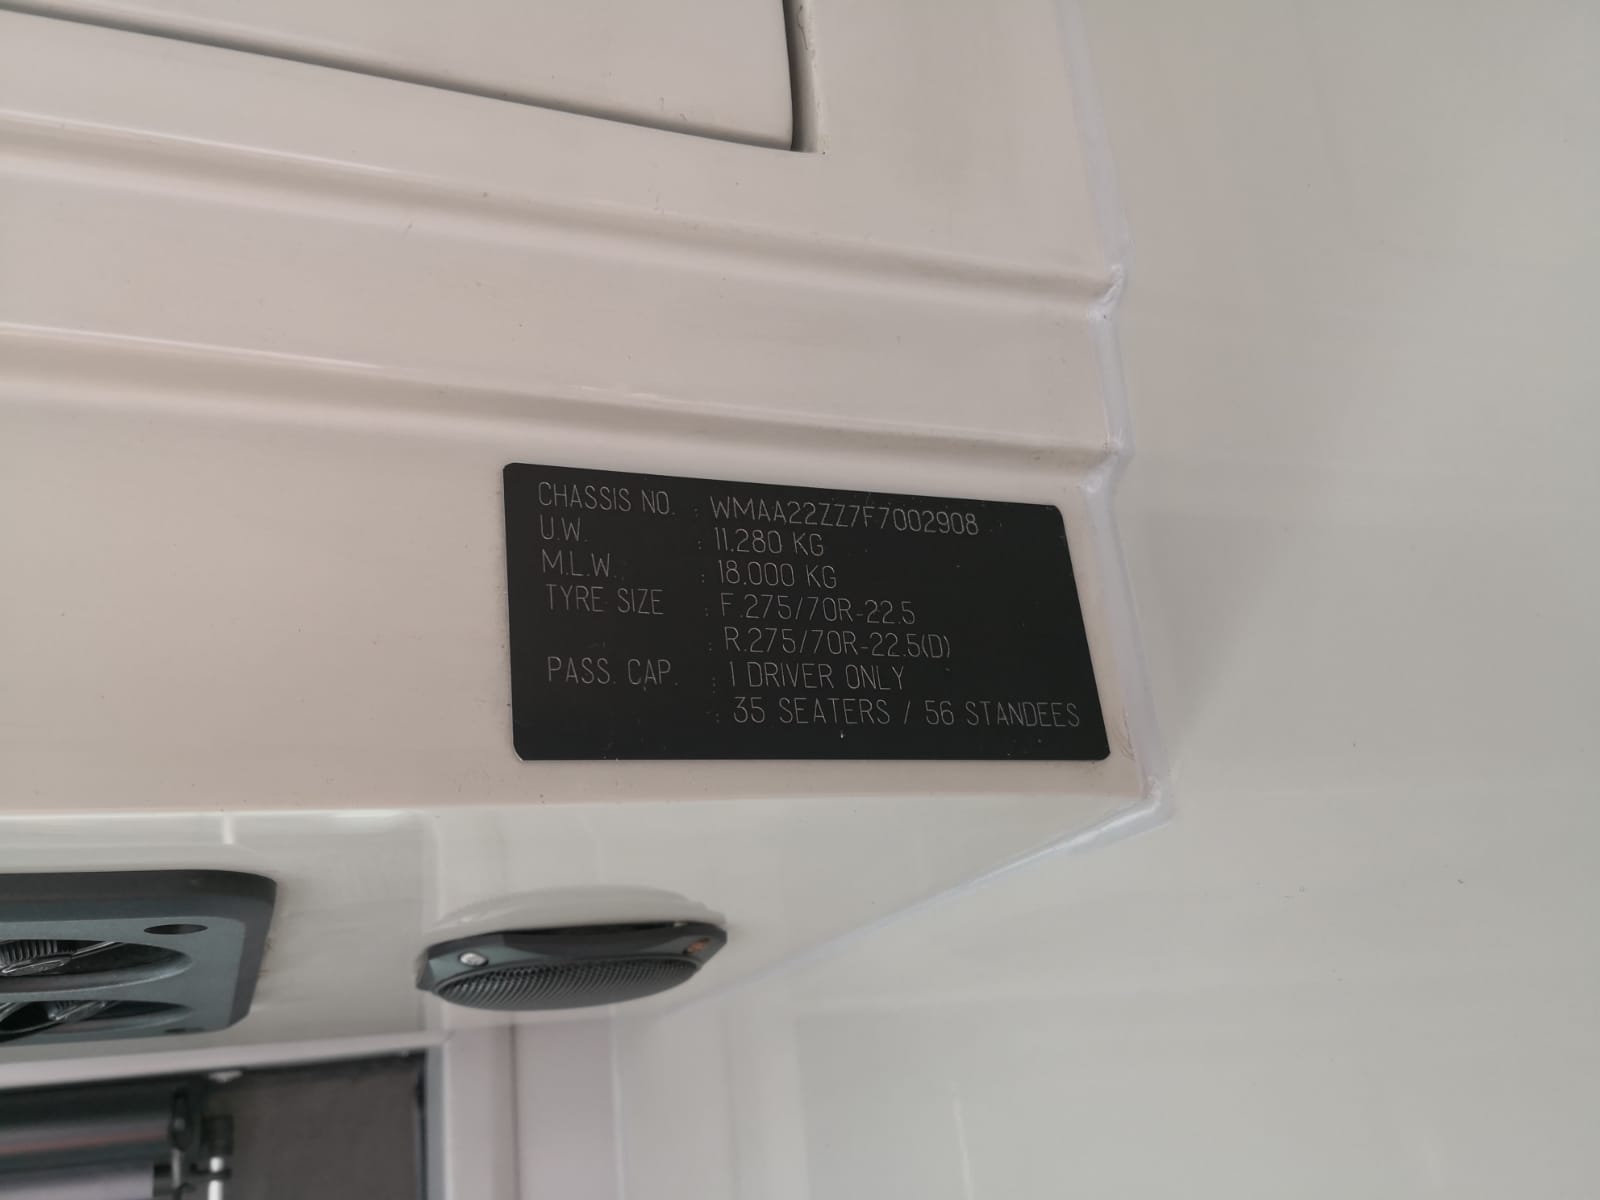 CHASSIS NO. : WMAA22ZZ7F7002908
U.W. : 11.280 KG
M.L.W. : 18.000 KG
TYRE SIZE : F.275/70R-22.5
: R.275/70R-22.5(D)
PASS. CAP. : 1 DRIVER ONLY
: 35 SEATERS / 56 STANDEES